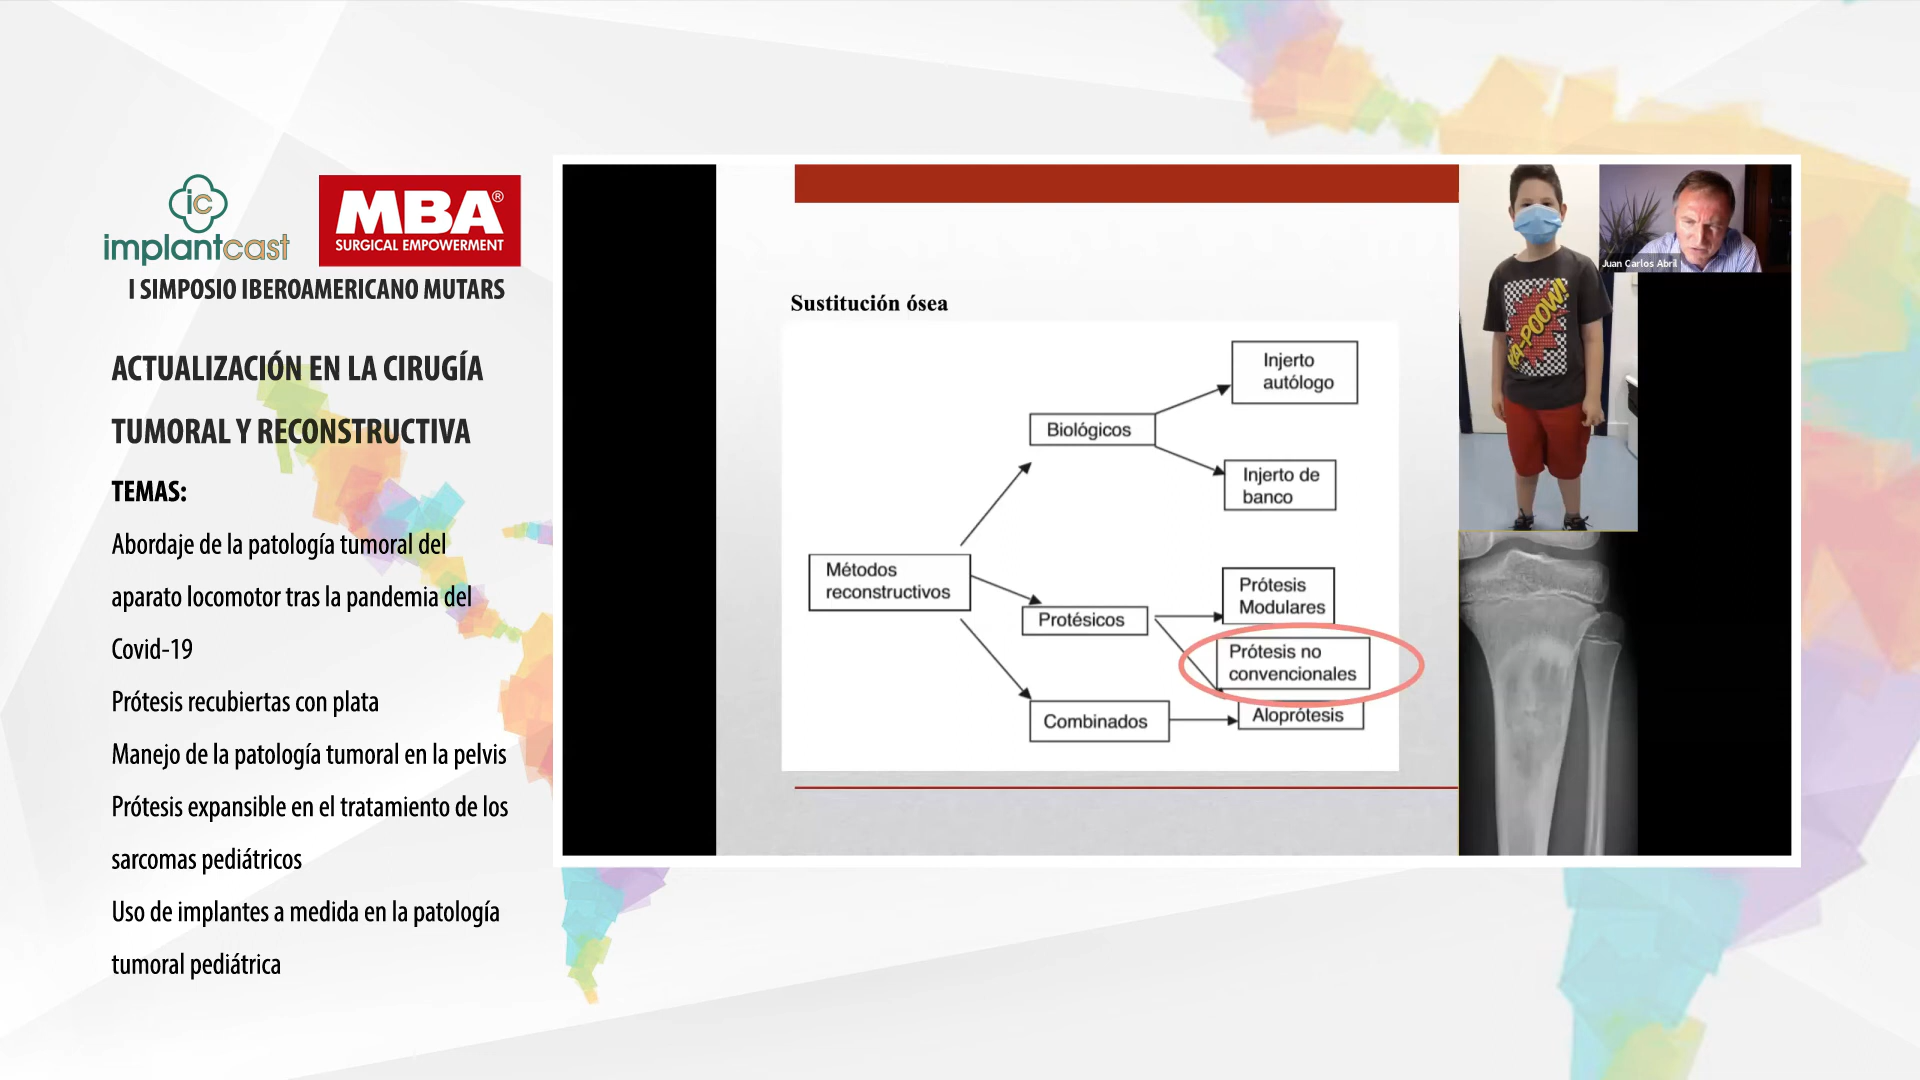 ic
implantcast
MBA®
SURGICAL EMPOWERMENT
I SIMPOSIO IBEROAMERICANO MUTARS
ACTUALIZACIÓN EN LA CIRUGÍA
TUMORAL Y RECONSTRUCTIVA
TEMAS:
Abordaje de la patología tumoral del
aparato locomotor tras la pandemia del
Covid-19
Prótesis recubiertas con plata
Manejo de la patología tumoral en la pelvis
Prótesis expansible en el tratamiento de los
sarcomas pediátricos
Uso de implantes a medida en la patología
tumoral pediátrica
Sustitución ósea
Métodos
reconstructivos
Biológicos
Injerto
autólogo
Injerto de
banco
Protésicos
Prótesis
Modulares
Prótesis no
convencionales
Combinados
Aloprótesis
KA-POOW!
Juan Carlos Abril